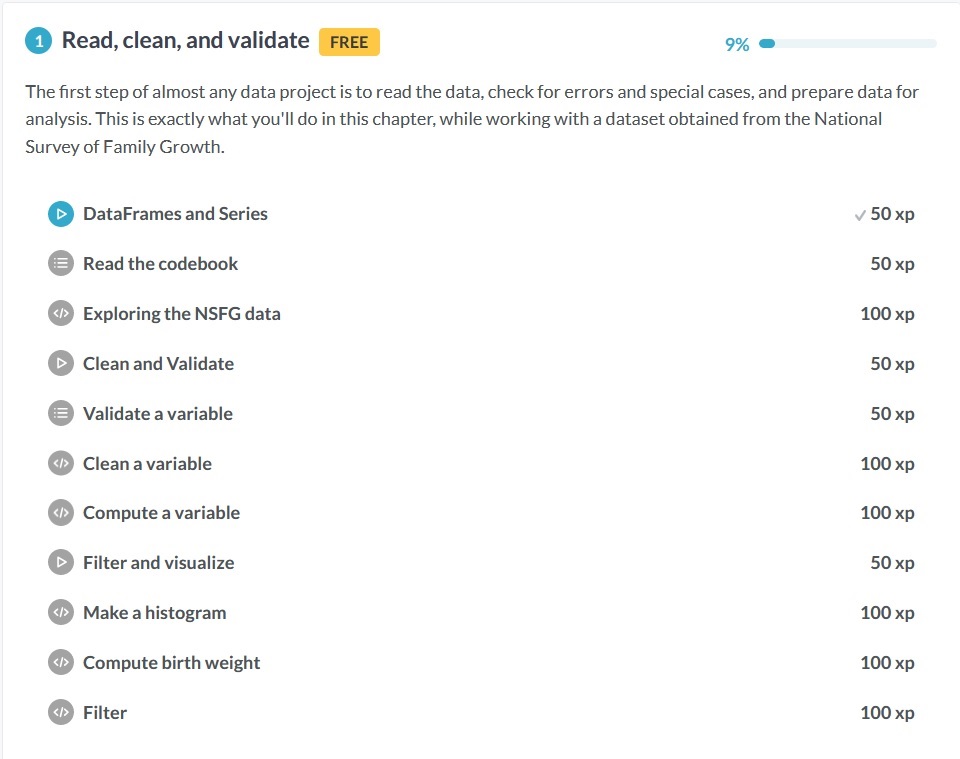 1 Read, clean, and validate FREE 9%
The first step of almost any data project is to read the data, check for errors and special cases, and prepare data for
analysis. This is exactly what you'll do in this chapter, while working with a dataset obtained from the National
Survey of Family Growth.
DataFrames and Series 50 xp
Read the codebook 50 xp
Exploring the NSFG data 100 xp
Clean and Validate 50 xp
Validate a variable 50 xp
Clean a variable 100 xp
Compute a variable 100 xp
Filter and visualize 50 xp
Make a histogram 100 xp
Compute birth weight 100 xp
Filter 100 xp